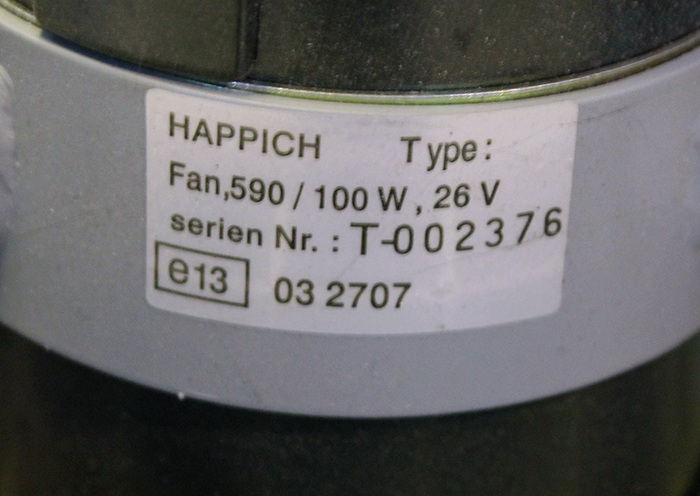 HAPPICH Type:
Fan,590 / 100 W , 26 V
serien Nr. : T-002376
e13 03 2707